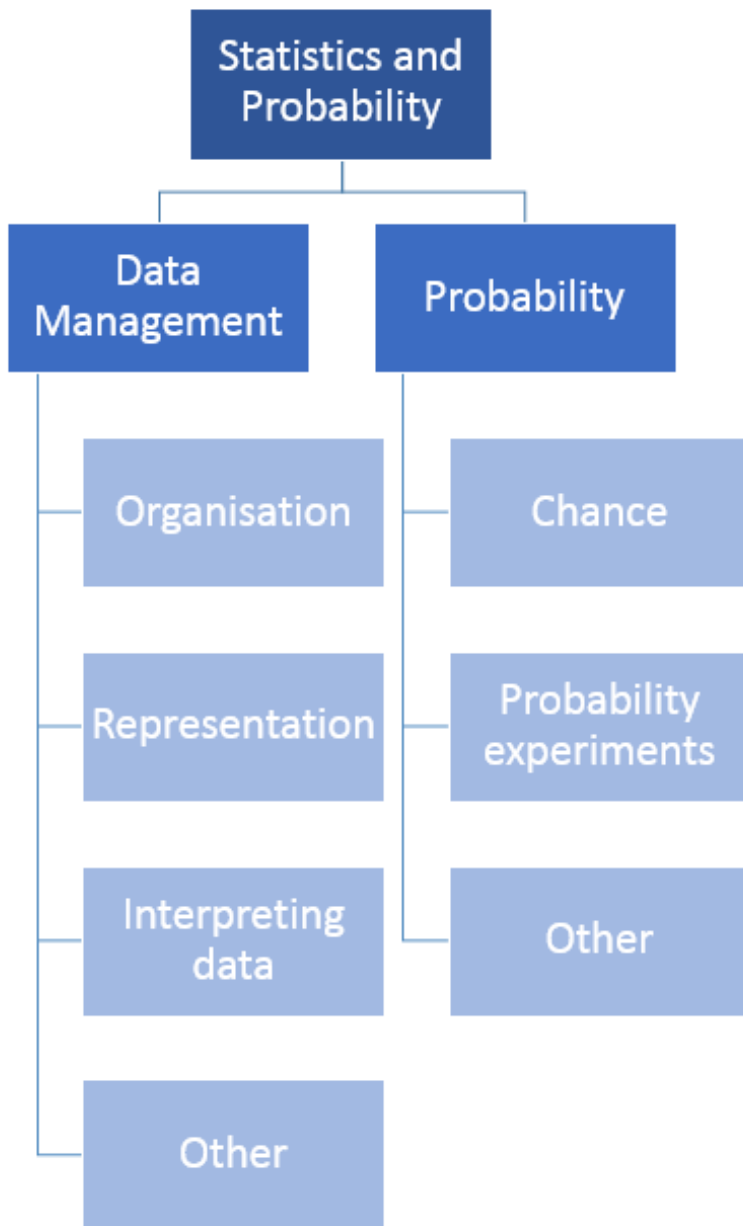 Statistics and
Probability
Data
Management
Probability
Organisation
Chance
Representation
Probability
experiments
Interpreting
data
Other
Other